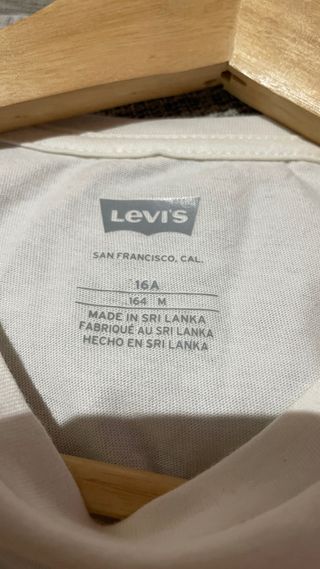 LEVI'S
SAN FRANCISCO, CAL.
16A
164 M
MADE IN SRI LANKA
FABRIQUÉ AU SRI LANKA
HECHO EN SRI LANKA